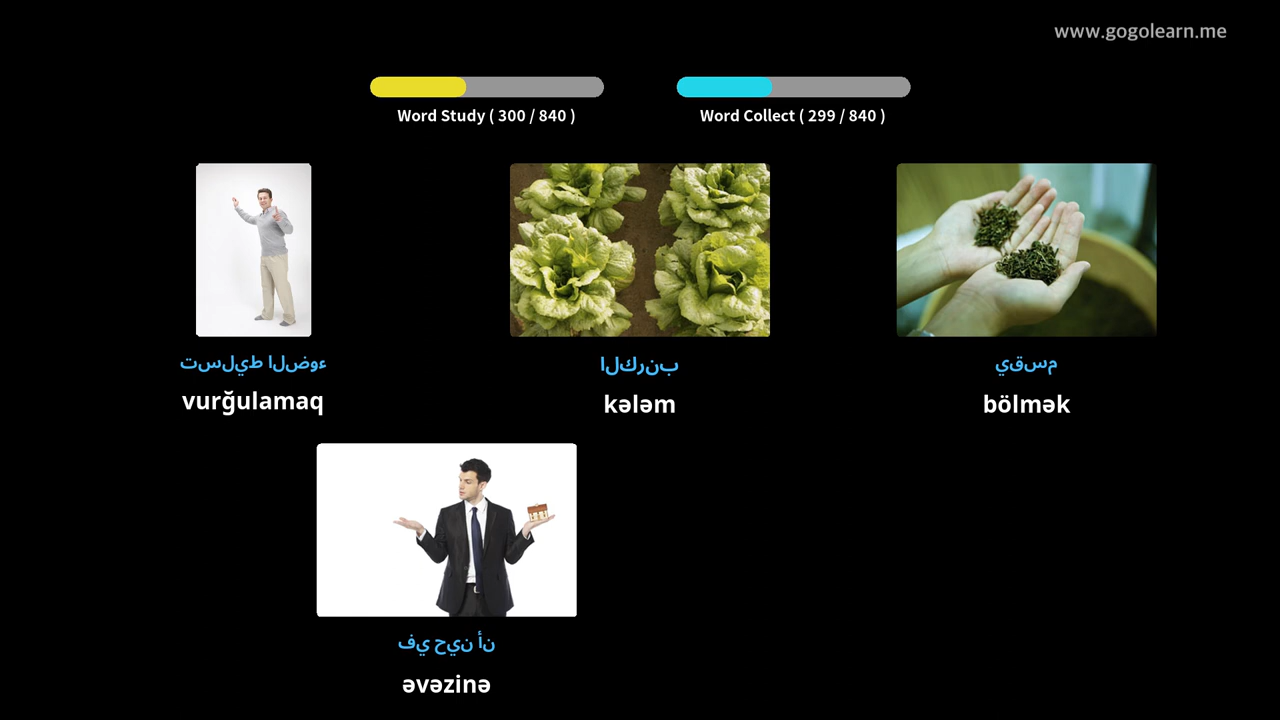 www.gogolearn.me
Word Study ( 300 / 840 )
Word Collect ( 299 / 840 )
تسليط الضوء
الكرنب
يقسم
vurğulamaq
kələm
bölmək
في حين أن
əvəzinə